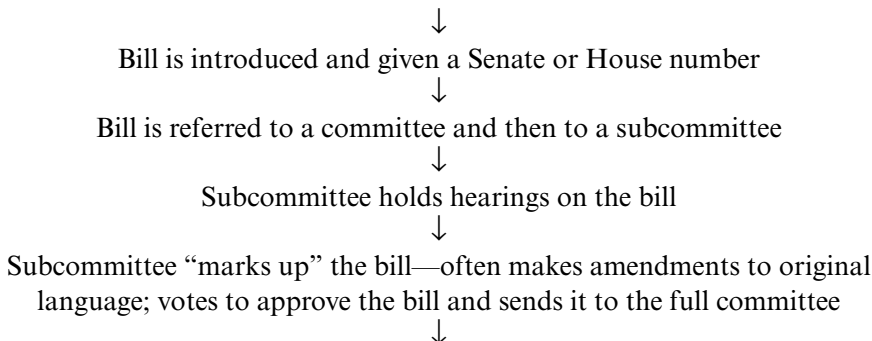 ↓
Bill is introduced and given a Senate or House number
↓
Bill is referred to a committee and then to a subcommittee
↓
Subcommittee holds hearings on the bill
↓
Subcommittee “marks up” the bill—often makes amendments to original
language; votes to approve the bill and sends it to the full committee
↓